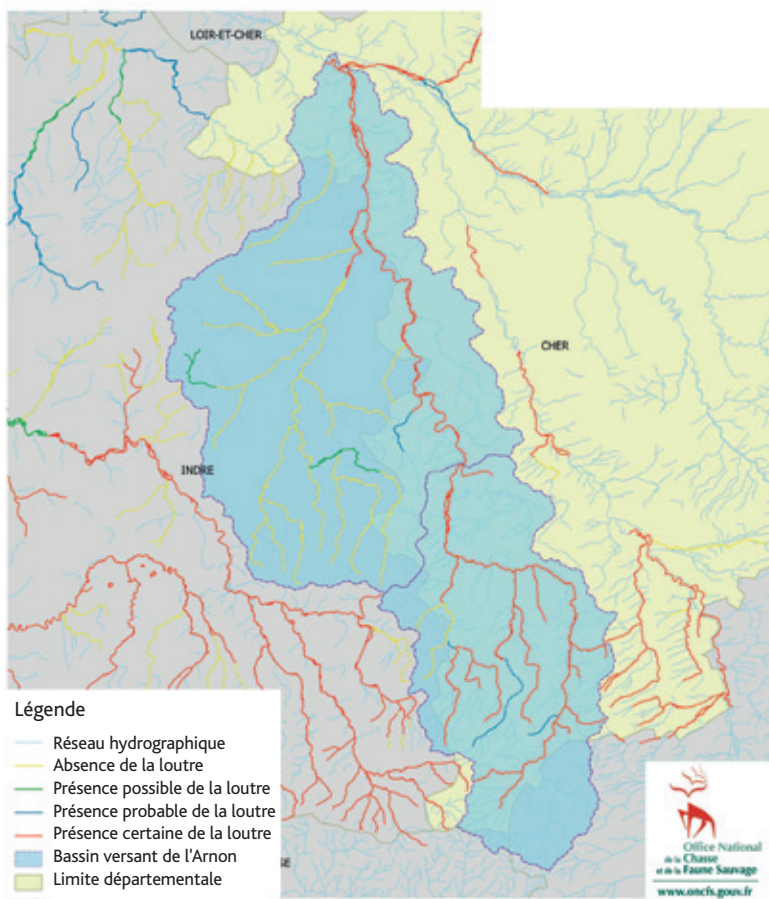 LOIR-ET-CHER
CHER
INDRE
Légende
Réseau hydrographique
Absence de la loutre
Présence possible de la loutre
Présence probable de la loutre
Présence certaine de la loutre
Bassin versant de l'Arnon
Limite départementale
SE
Office National
de la Chasse
et de la Faune Sauvage
www.oncfs.gouv.fr